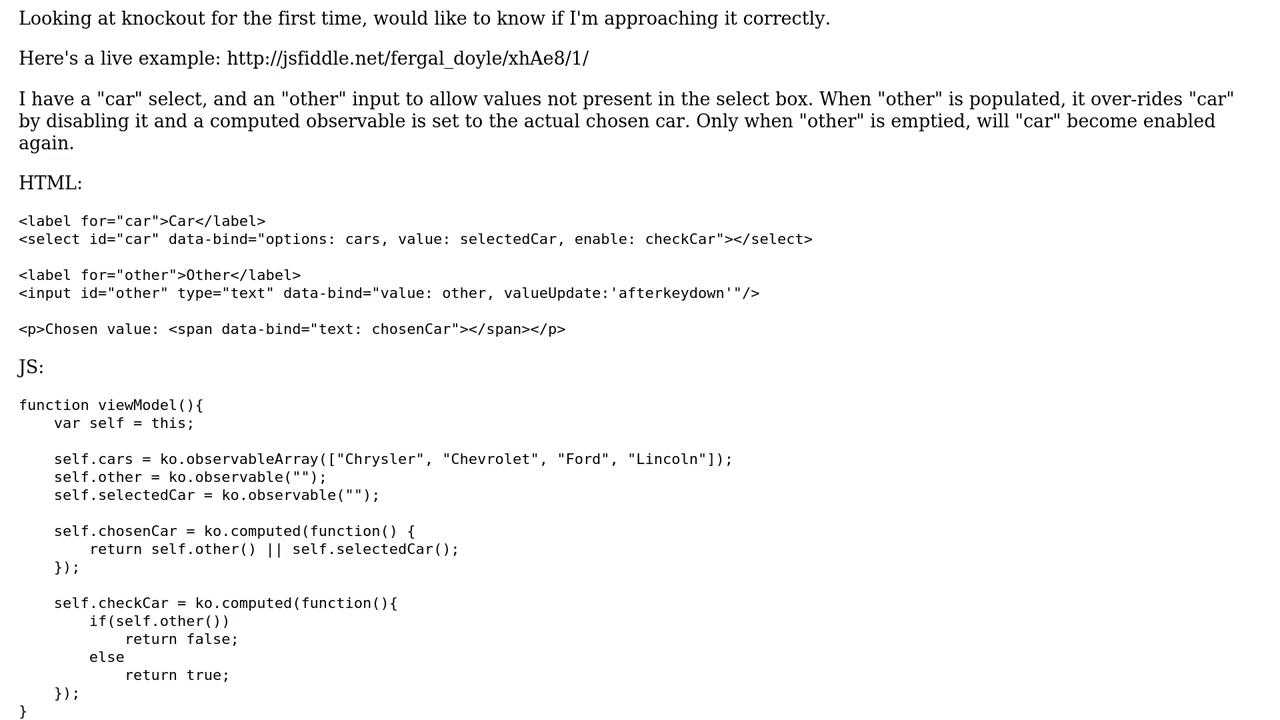 Looking at knockout for the first time, would like to know if I'm approaching it correctly.
Here's a live example: http://jsfiddle.net/fergal_doyle/xhAe8/1/
I have a "car" select, and an "other" input to allow values not present in the select box. When "other" is populated, it over-rides "car"
by disabling it and a computed observable is set to the actual chosen car. Only when "other" is emptied, will "car" become enabled
again.
HTML:
<label for="car">Car</label>
<select id="car" data-bind="options: cars, value: selectedCar, enable: checkCar"></select>
<label for="other">Other</label>
<input id="other" type="text" data-bind="value: other, valueUpdate:'afterkeydown'"/>
<p>Chosen value: <span data-bind="text: chosenCar"></span></p>
JS:
function viewModel(){
    var self = this;
    self.cars = ko.observableArray(["Chrysler", "Chevrolet", "Ford", "Lincoln"]);
    self.other = ko.observable("");
    self.selectedCar = ko.observable("");
    self.chosenCar = ko.computed(function() {
        return self.other() || self.selectedCar();
    });
    self.checkCar = ko.computed(function(){
        if(self.other())
            return false;
        else
            return true;
    });
}